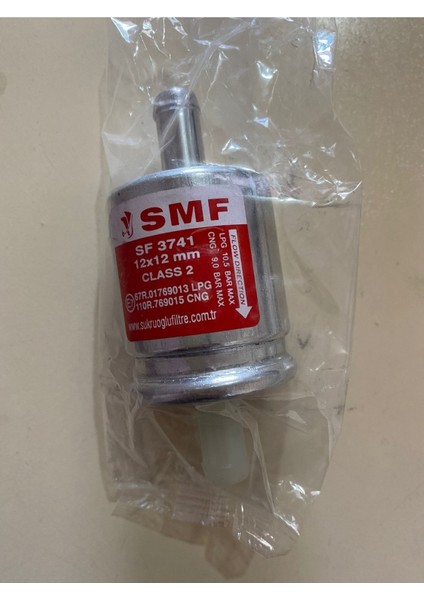 SMF
SF 3741
12x12 mm
CLASS 2
67R.01769013 LPG
110R.769015 CNG
www.sukruoglufiltre.com.tr
LPG 10,5 BAR MAX
CNG 9,0 BAR MAX
FLOW DIRECTION